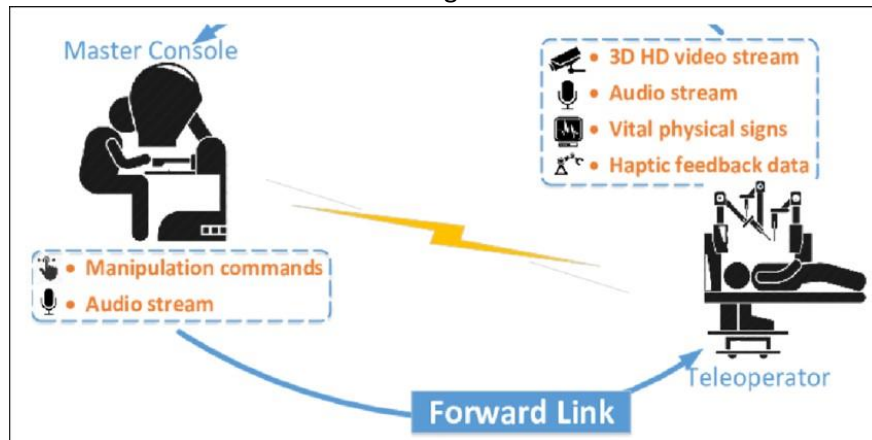 Master Console
• 3D HD video stream
• Audio stream
• Vital physical signs
• Haptic feedback data
• Manipulation commands
• Audio stream
Teleoperator
Forward Link